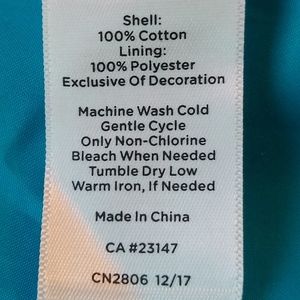 Shell:
100% Cotton
Lining:
100% Polyester
Exclusive Of Decoration
Machine Wash Cold
Gentle Cycle
Only Non-Chlorine
Bleach When Needed
Tumble Dry Low
Warm Iron, If Needed
Made In China
CA #23147
CN2806 12/17